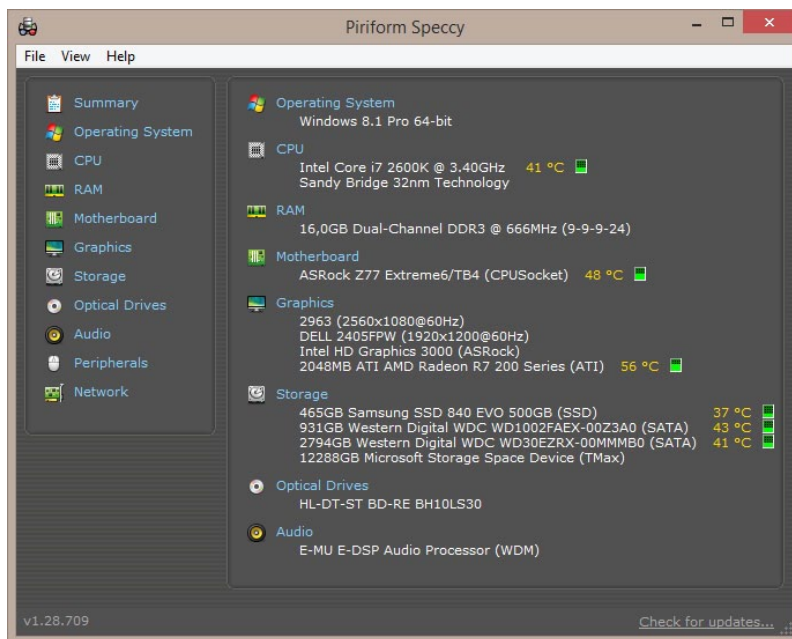 Piriform Speccy
File View Help
Summary
Operating System
CPU
RAM
Motherboard
Graphics
Storage
Optical Drives
Audio
Peripherals
Network
Operating System
Windows 8.1 Pro 64-bit
CPU
Intel Core i7 2600K @ 3.40GHz 41 °C
Sandy Bridge 32nm Technology
RAM
16,0GB Dual-Channel DDR3 @ 666MHz (9-9-9-24)
Motherboard
ASRock Z77 Extreme6/TB4 (CPUSocket) 48 °C
Graphics
2963 (2560x1080@60Hz)
DELL 2405FPW (1920x1200@60Hz)
Intel HD Graphics 3000 (ASRock)
2048MB ATI AMD Radeon R7 200 Series (ATI) 56 °C
Storage
465GB Samsung SSD 840 EVO 500GB (SSD) 37 °C
931GB Western Digital WDC WD1002FAEX-00Z3A0 (SATA) 43 °C
2794GB Western Digital WDC WD30EZRX-00MMMB0 (SATA) 41 °C
12288GB Microsoft Storage Space Device (TMax)
Optical Drives
HL-DT-ST BD-RE BH10LS30
Audio
E-MU E-DSP Audio Processor (WDM)
v1.28.709
Check for updates...